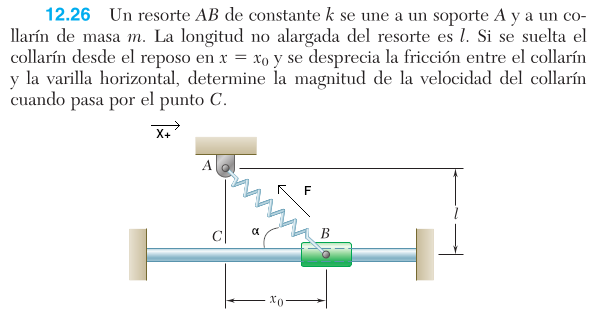 12.26 Un resorte AB de constante k se une a un soporte A y a un co-
llarín de masa m. La longitud no alargada del resorte es l. Si se suelta el
collarín desde el reposo en x = x₀ y se desprecia la fricción entre el collarín
y la varilla horizontal, determine la magnitud de la velocidad del collarín
cuando pasa por el punto C.
X+
A
F
l
C
α
B
x₀